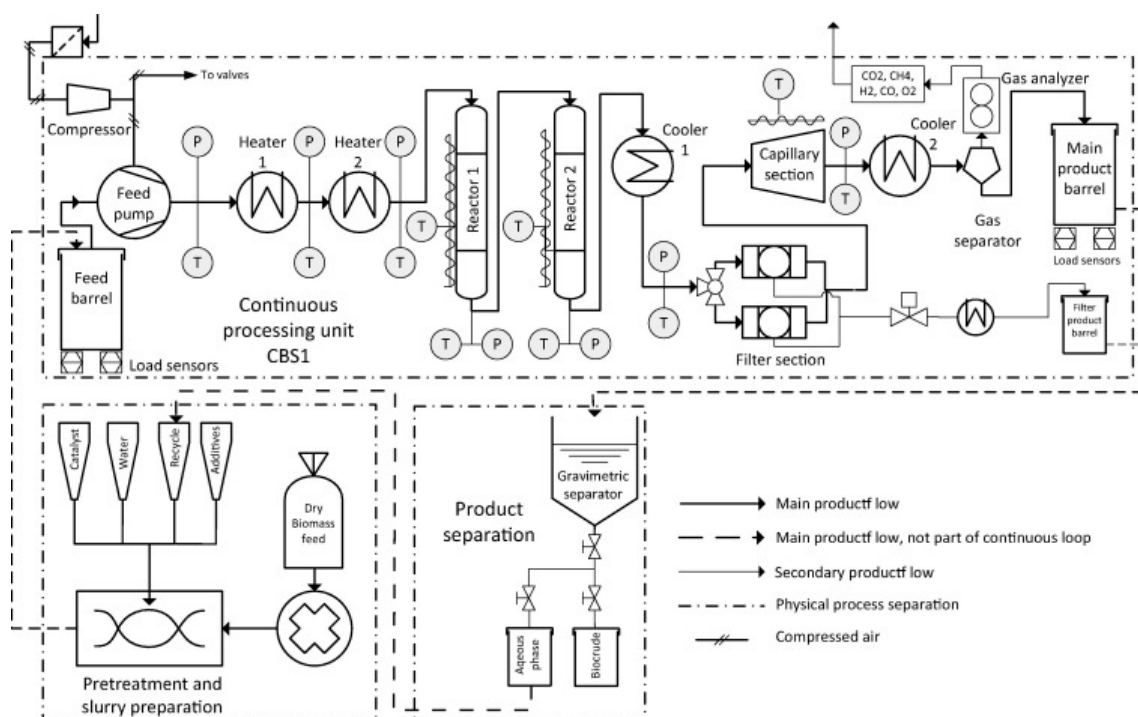 To valves
Compressor
Feed
pump
P
T
Heater
1
P
T
Heater
2
P
T
Reactor 1
T
T
P
Reactor 2
T
T
P
Cooler
1
P
T
T
Capillary
section
P
T
Cooler
2
CO2, CH4,
H2, CO, O2
Gas analyzer
Gas
separator
Main
product
barrel
Load sensors
Feed
barrel
Load sensors
Continuous
processing unit
CBS1
Filter section
Filter
product
barrel
Catalyst
Water
Recycle
Additives
Dry
Biomass
feed
Pretreatment and
slurry preparation
Product
separation
Gravimetric
separator
Aqeous
phase
Biocrude
Main productf low
Main productf low, not part of continuous loop
Secondary productf low
Physical process separation
Compressed air